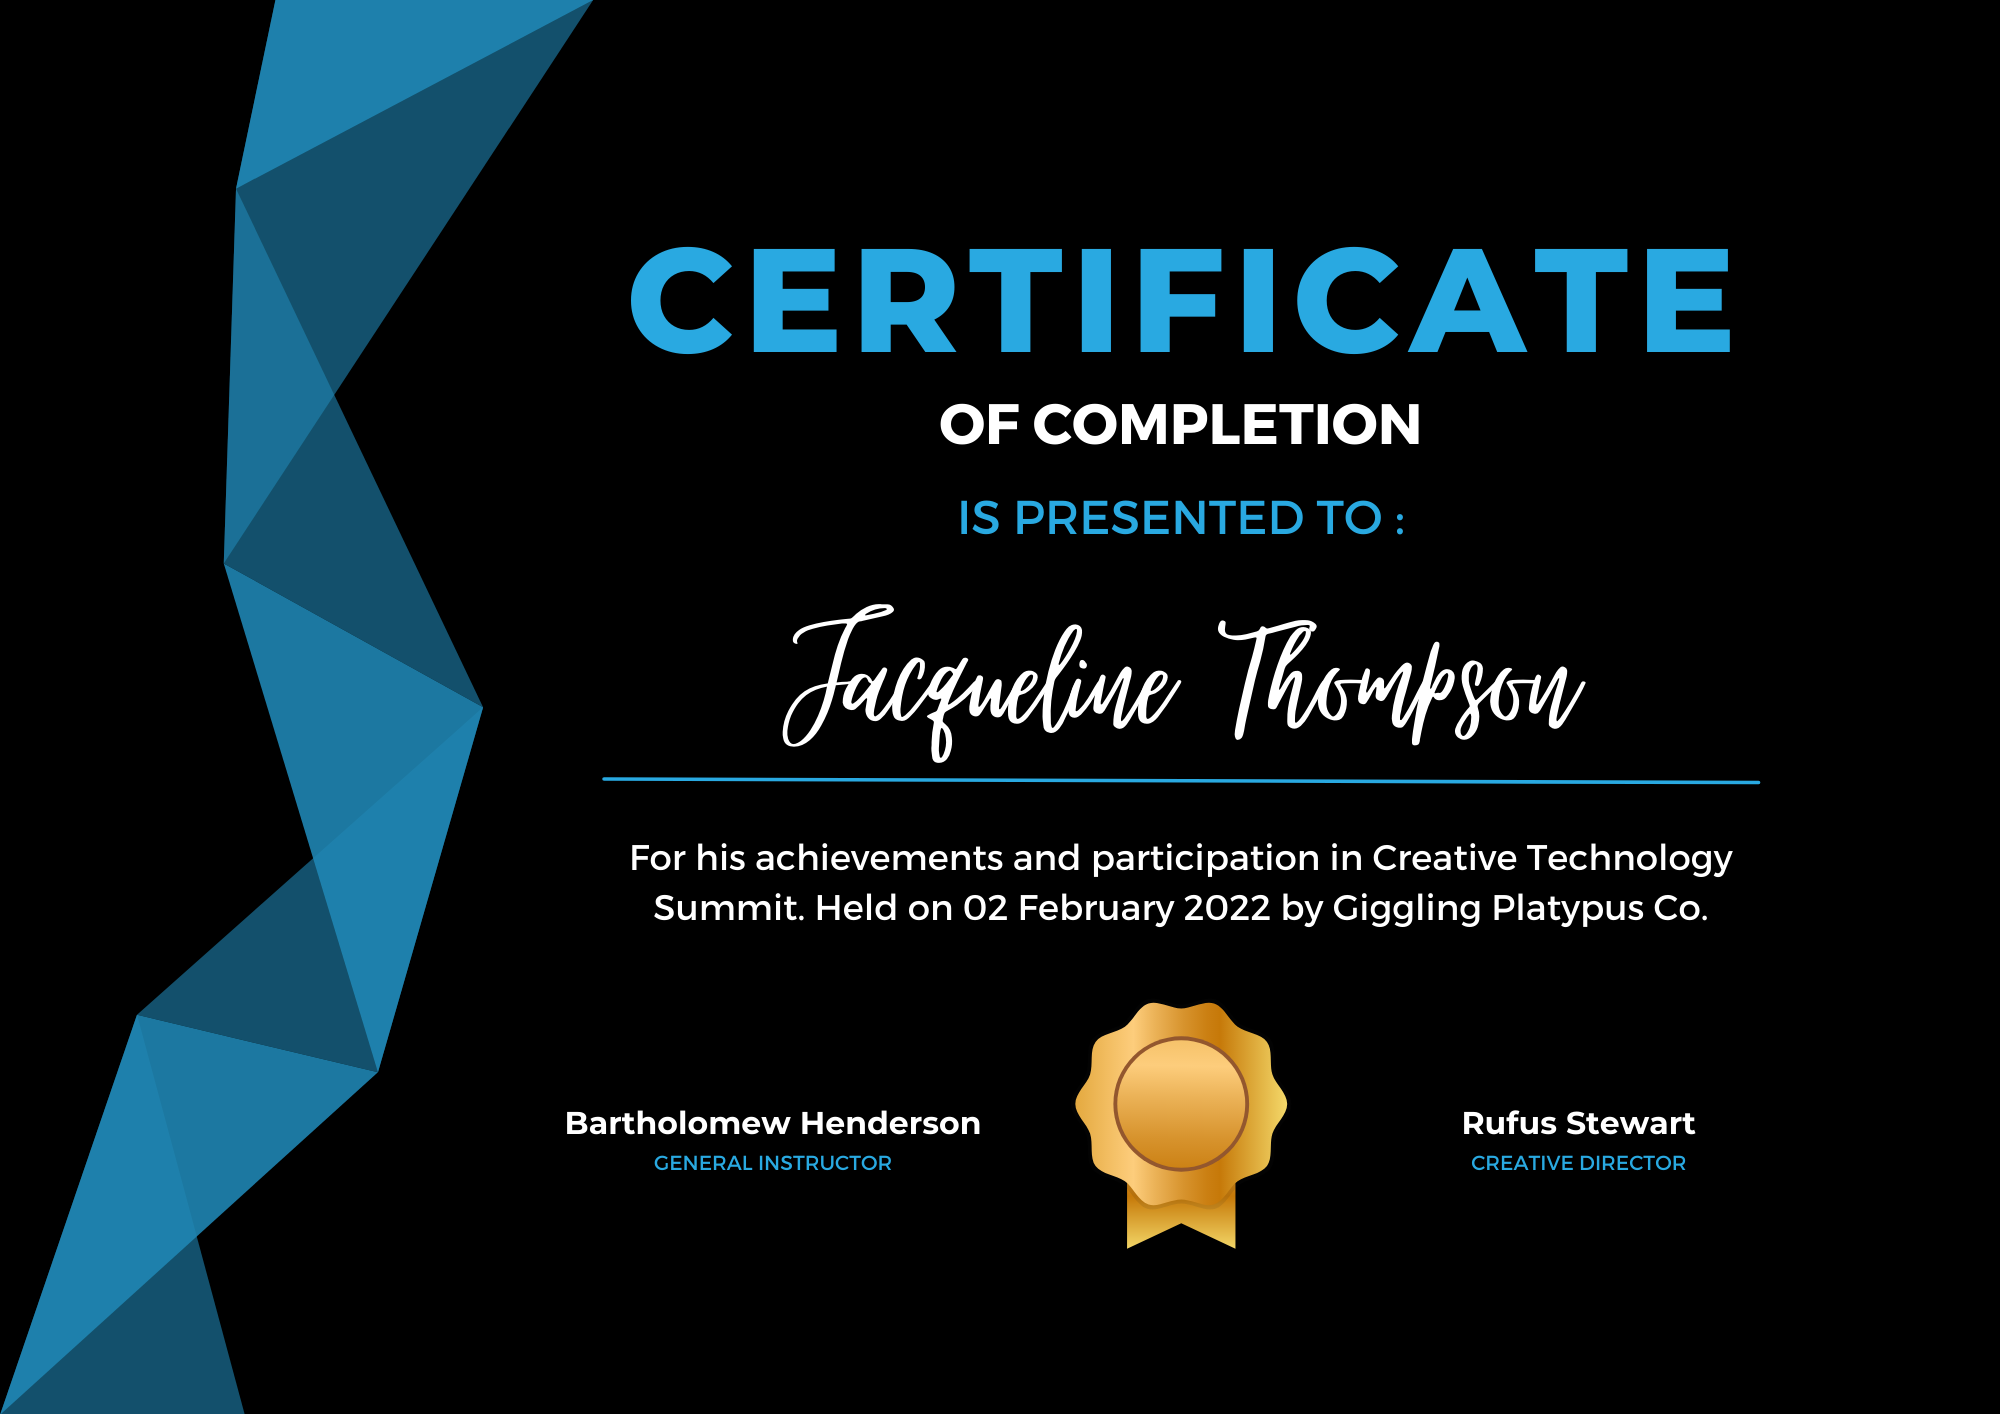 CERTIFICATE
OF COMPLETION
IS PRESENTED TO :
Jacqueline Thompson
For his achievements and participation in Creative Technology
Summit. Held on 02 February 2022 by Giggling Platypus Co.
Bartholomew Henderson
GENERAL INSTRUCTOR
Rufus Stewart
CREATIVE DIRECTOR